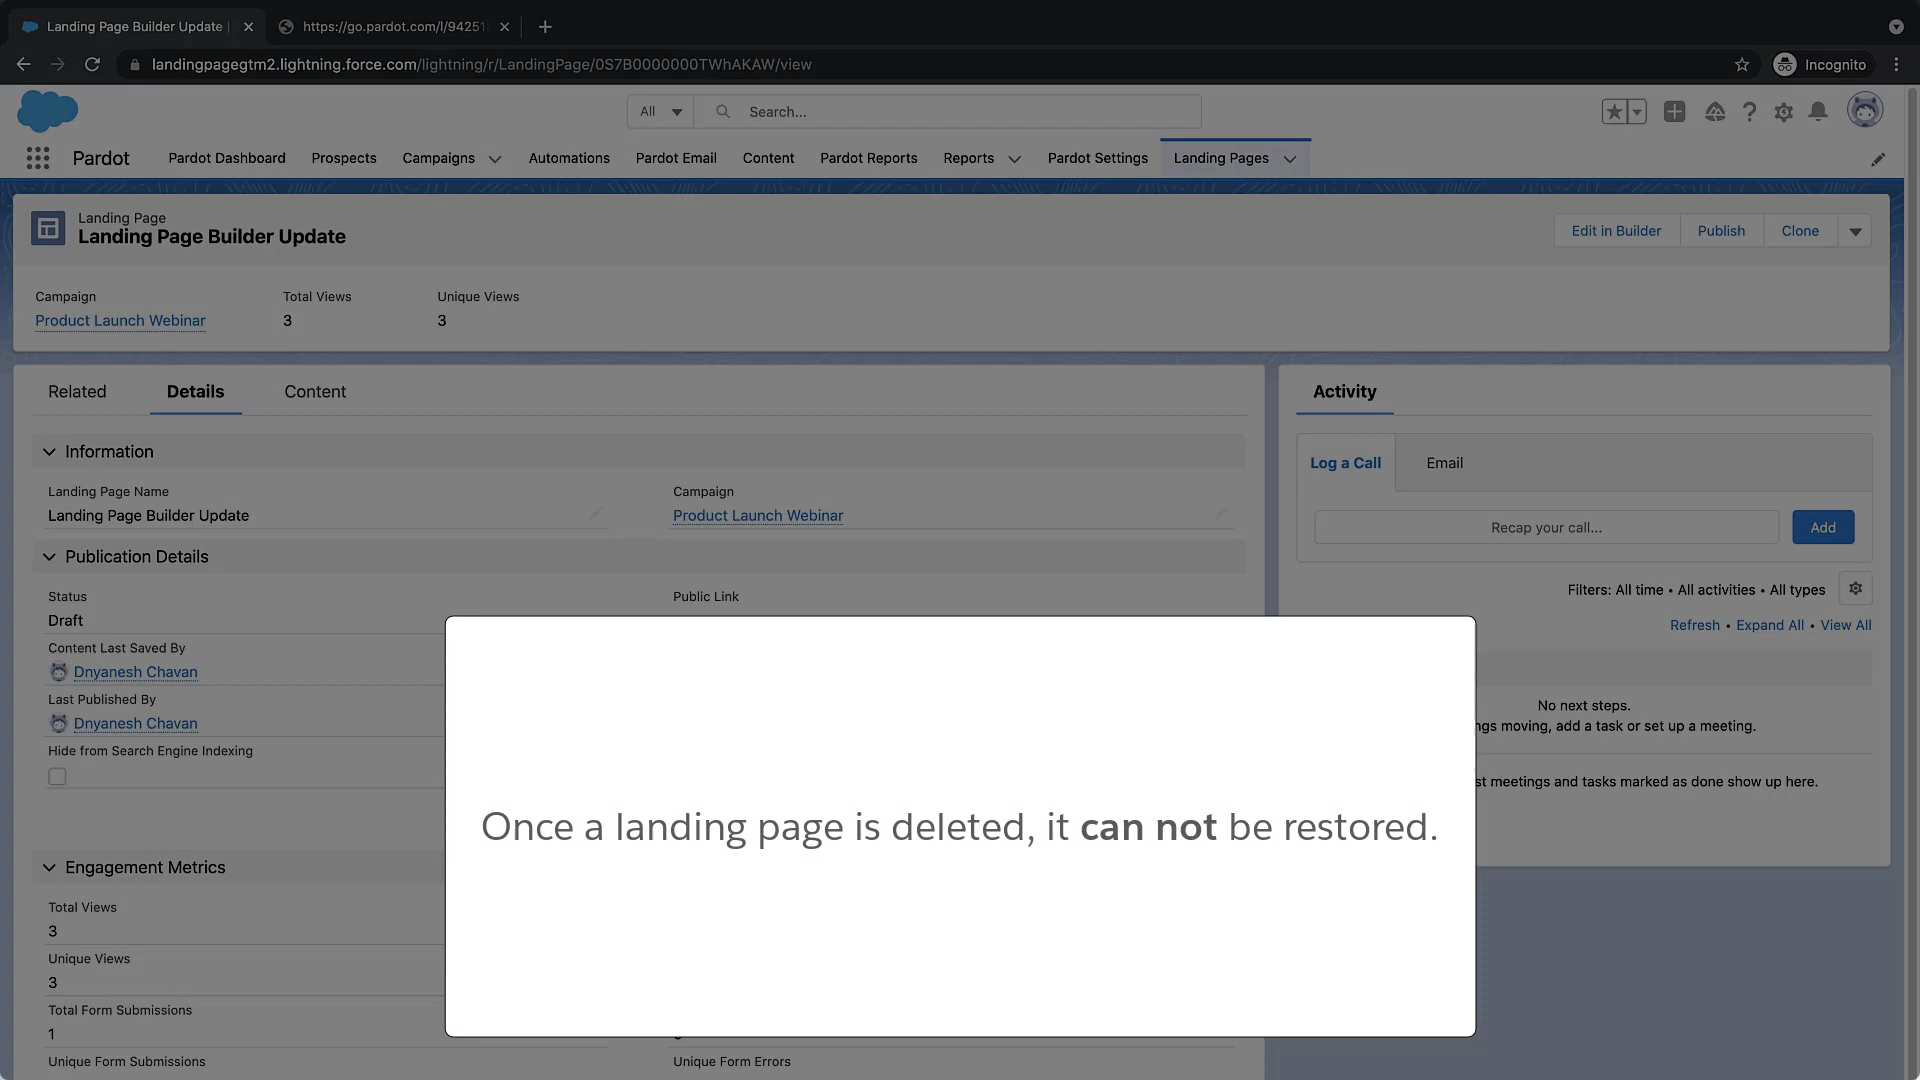 Landing Page Builder Update |
https://go.pardot.com/l/94251
landingpagegtm2.lightning.force.com/lightning/r/LandingPage/0S7B0000000TWhAKAW/view
Incognito
All
Search...
Pardot
Pardot Dashboard
Prospects
Campaigns
Automations
Pardot Email
Content
Pardot Reports
Reports
Pardot Settings
Landing Pages
Landing Page
Landing Page Builder Update
Edit in Builder
Publish
Clone
Campaign
Total Views
Unique Views
Product Launch Webinar
3
3
Related
Details
Content
Information
Landing Page Name
Campaign
Landing Page Builder Update
Product Launch Webinar
Publication Details
Status
Public Link
Draft
Content Last Saved By
Dnyanesh Chavan
Last Published By
Dnyanesh Chavan
Hide from Search Engine Indexing
Engagement Metrics
Total Views
3
Unique Views
3
Total Form Submissions
1
Unique Form Submissions
Unique Form Errors
Activity
Log a Call
Email
Recap your call...
Add
Filters: All time • All activities • All types
Refresh • Expand All • View All
No next steps.
moving, add a task or set up a meeting.
meetings and tasks marked as done show up here.
Once a landing page is deleted, it can not be restored.